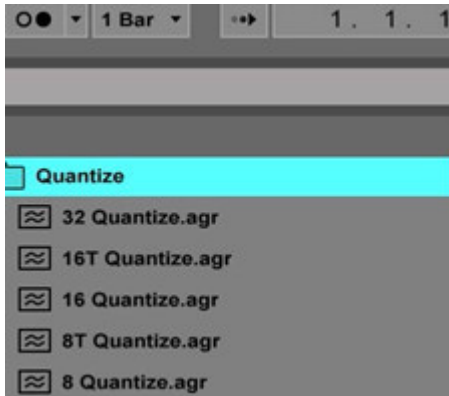 1 Bar 1. 1. 1
Quantize
32 Quantize.agr
16T Quantize.agr
16 Quantize.agr
8T Quantize.agr
8 Quantize.agr